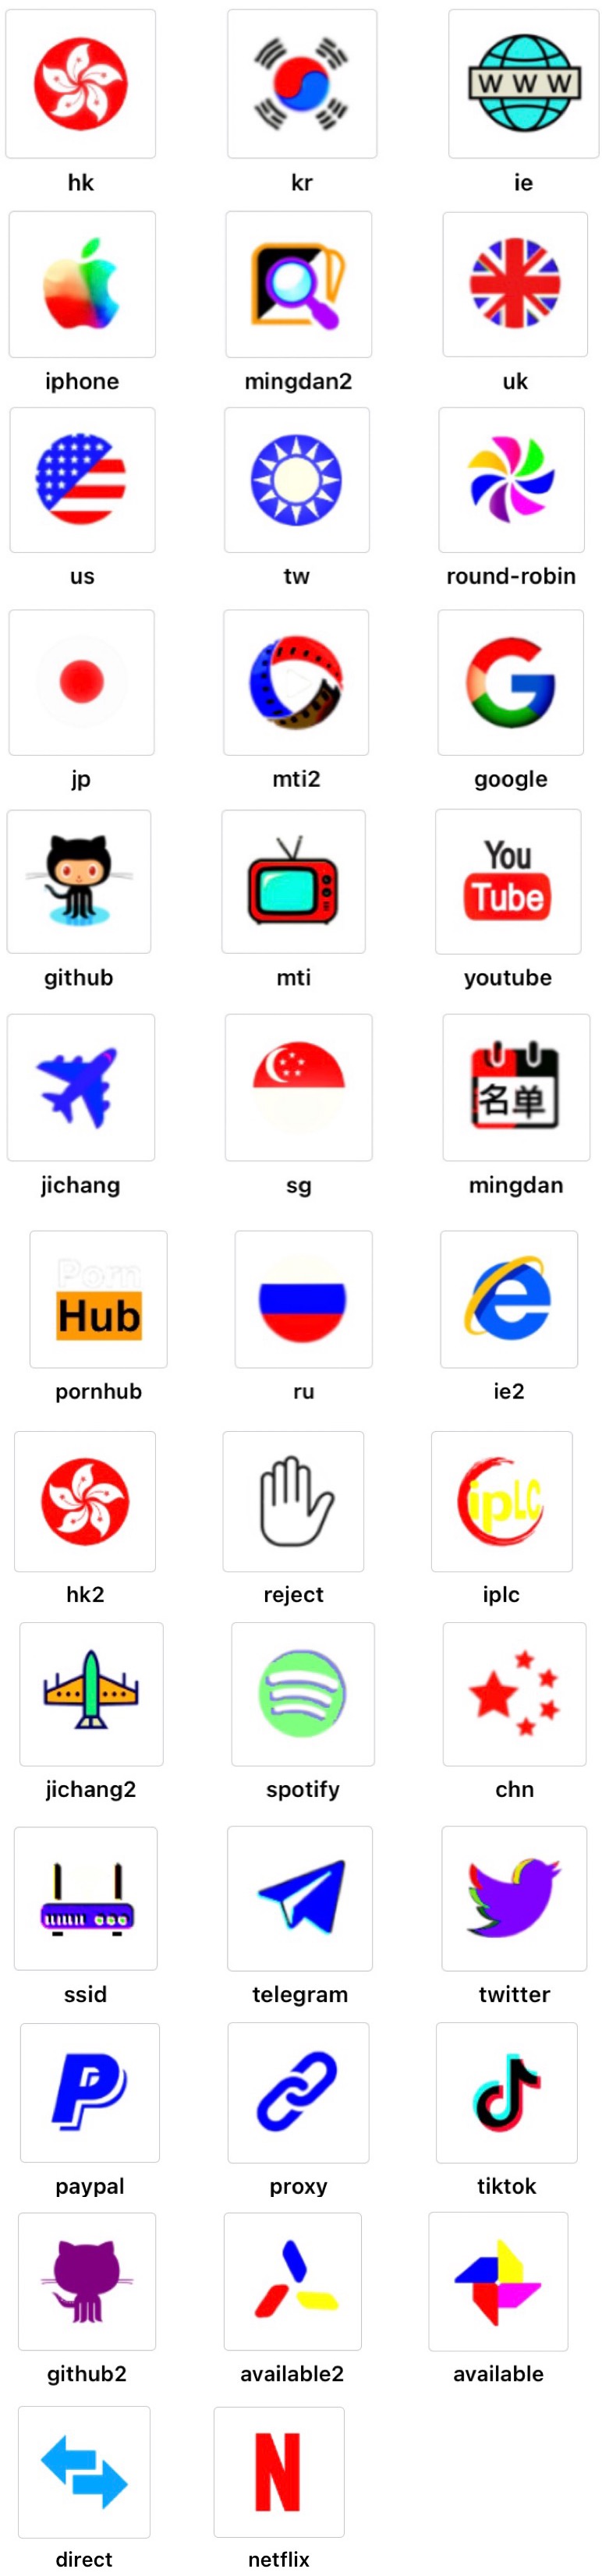 hk
kr
WWW
ie
iphone
mingdan2
uk
us
tw
round-robin
jp
mti2
G
google
github
mti
You
Tube
youtube
jichang
sg
名单
mingdan
Porn
Hub
pornhub
ru
e
ie2
hk2
reject
ipLC
iplc
jichang2
spotify
chn
ssid
telegram
twitter
P
paypal
proxy
tiktok
github2
available2
available
direct
N
netflix